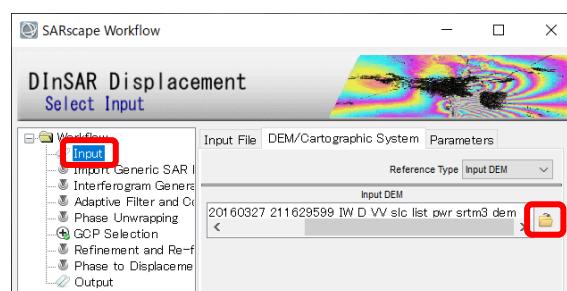 SARscape Workflow
DInSAR Displacement
Select Input
Workflow
Input
Import Generic SAR
Interferogram Genera
Adaptive Filter and Co
Phase Unwrapping
GCP Selection
Refinement and Re-f
Phase to Displaceme
Output
Input File DEM/Cartographic System Parameters
Reference Type Input DEM
Input DEM
20160327 211629599 IW D VV slc list pwr srtm3 dem